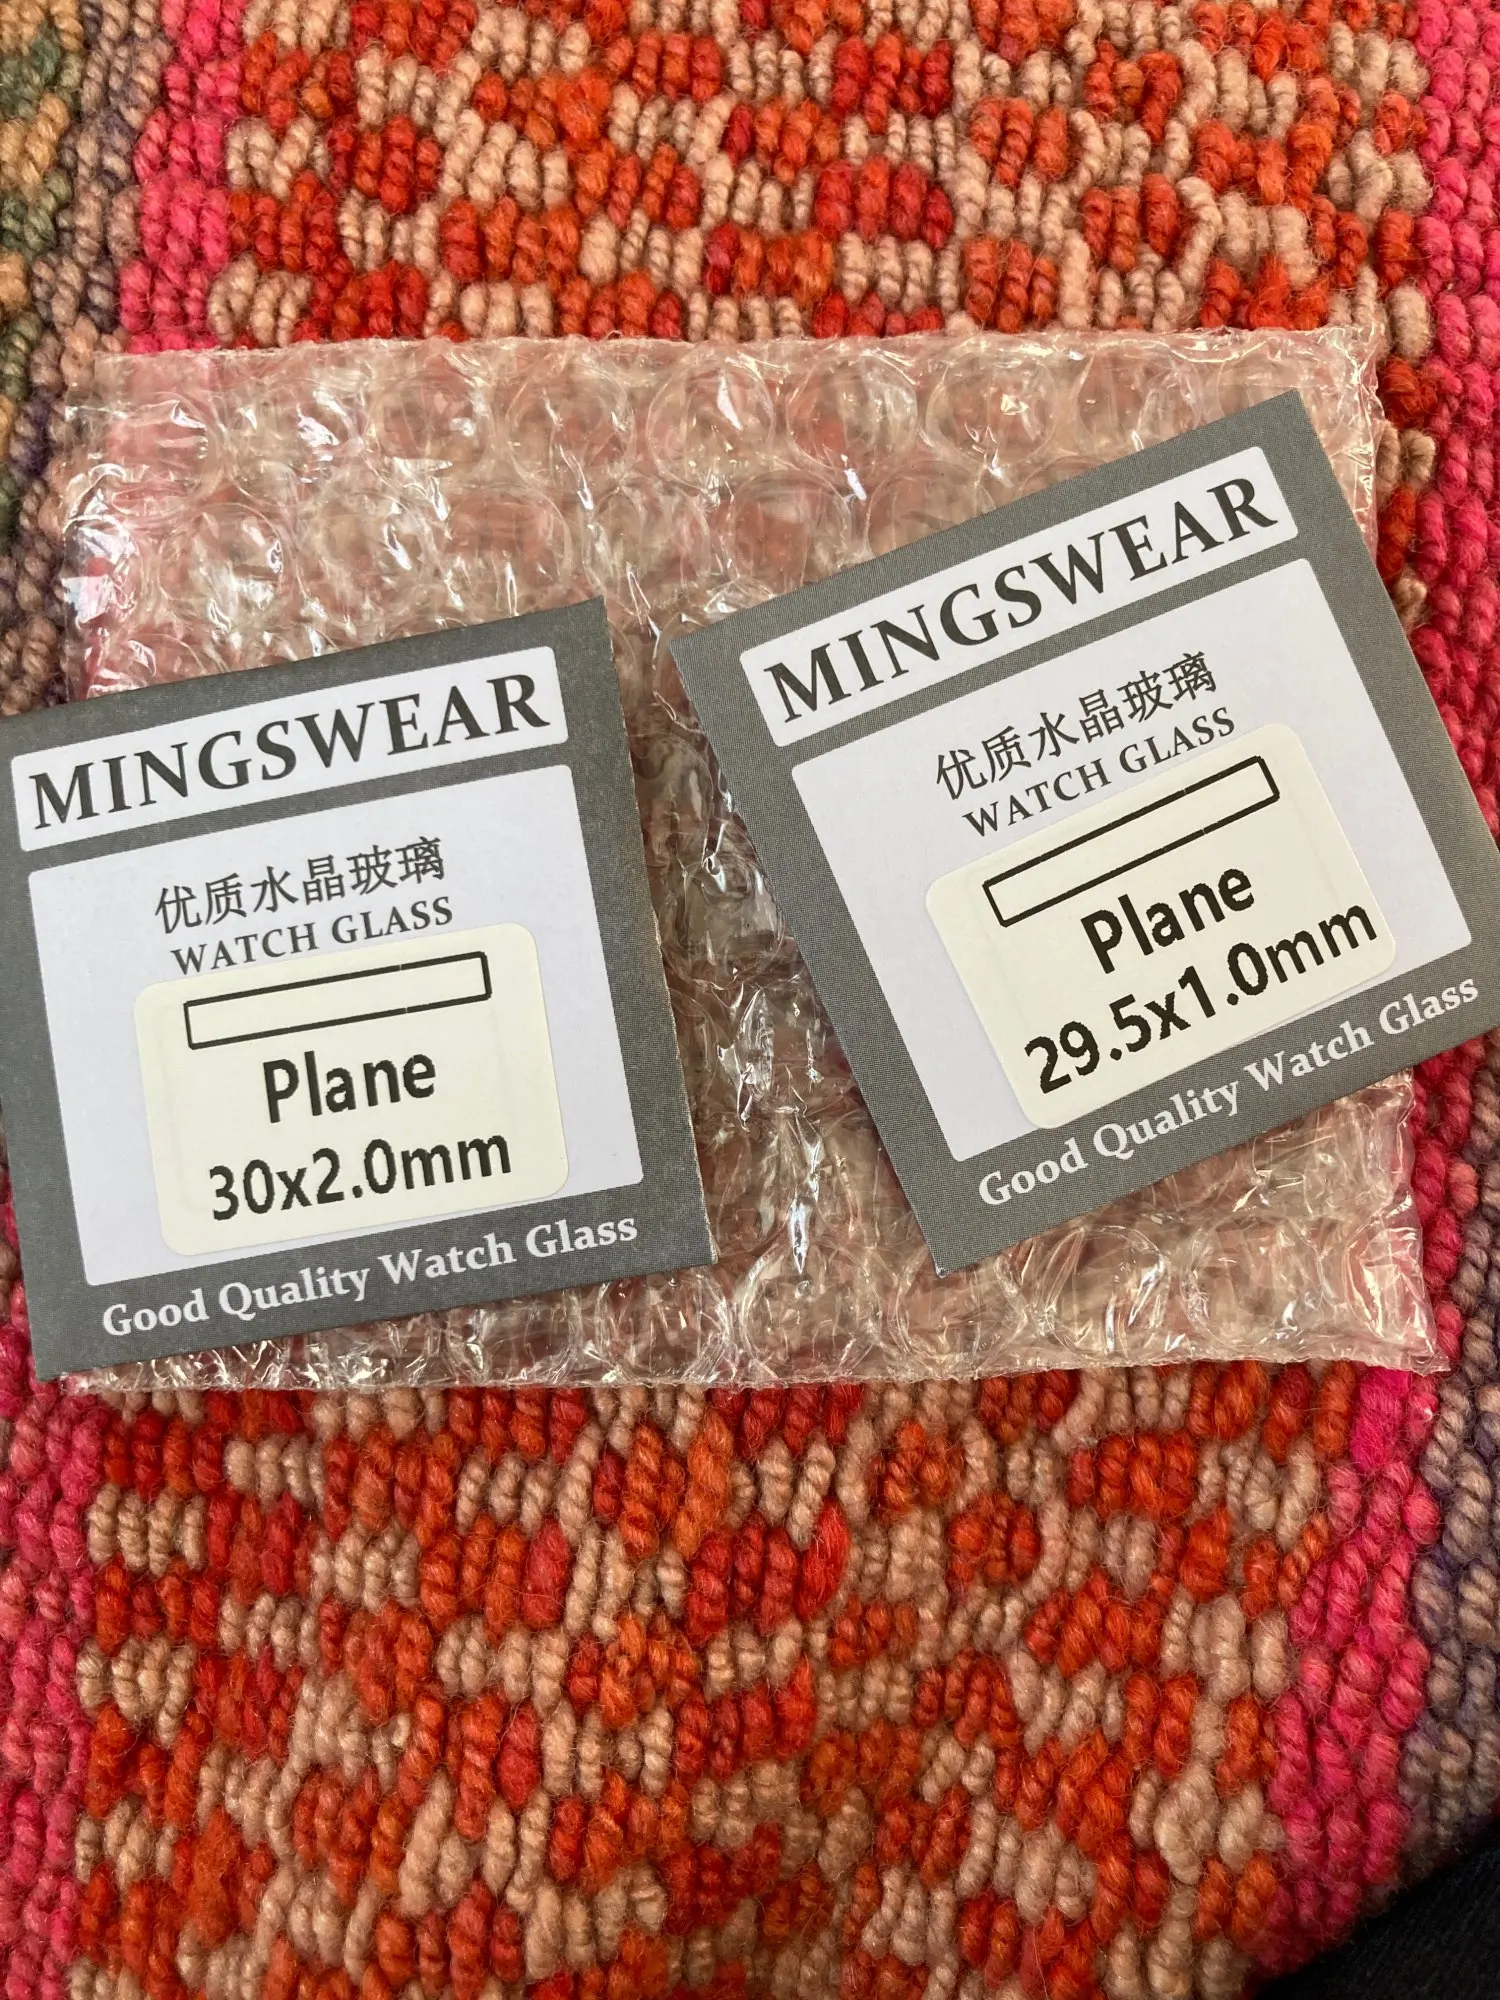 MINGSWEAR
优质水晶玻璃
WATCH GLASS
Plane
30x2.0mm
Good Quality Watch Glass
MINGSWEAR
优质水晶玻璃
WATCH GLASS
Plane
29.5x1.0mm
Good Quality Watch Glass